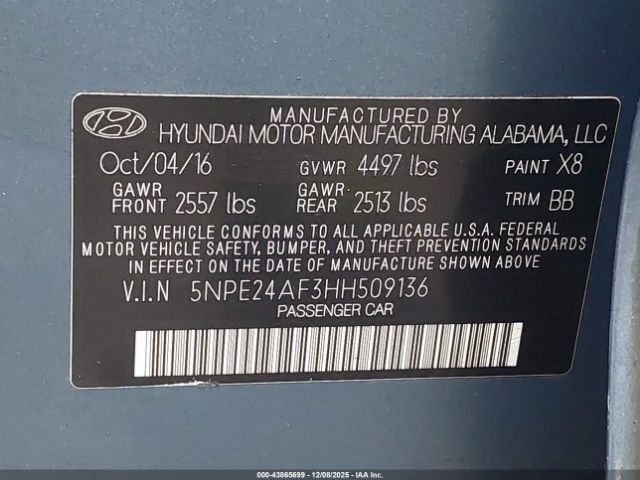 MANUFACTURED BY
HYUNDAI MOTOR MANUFACTURING ALABAMA, LLC
Oct/04/16 GVWR 4497 lbs PAINT X8
GAWR FRONT 2557 lbs GAWR REAR 2513 lbs TRIM BB
THIS VEHICLE CONFORMS TO ALL APPLICABLE U.S.A. FEDERAL
MOTOR VEHICLE SAFETY, BUMPER, AND THEFT PREVENTION STANDARDS
IN EFFECT ON THE DATE OF MANUFACTURE SHOWN ABOVE
V.I.N 5NPE24AF3HH509136
PASSENGER CAR
000-43865699 - 12/08/2025 - IAAI.COM